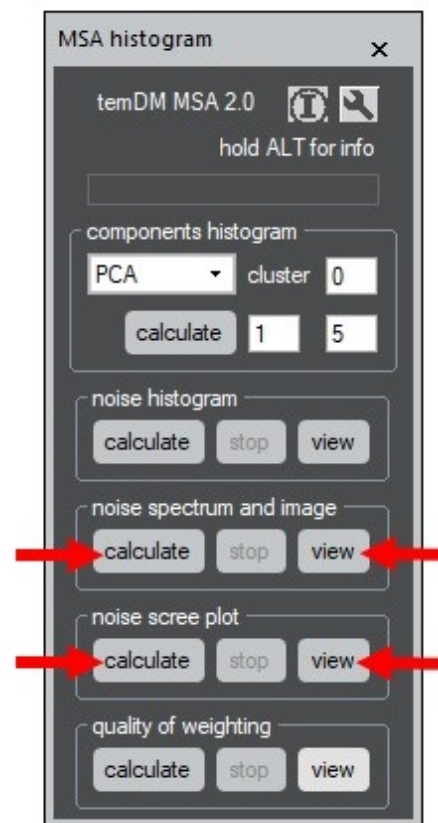 MSA histogram x
temDM MSA 2.0
hold ALT for info
components histogram
PCA cluster 0
calculate 1 5
noise histogram
calculate stop view
noise spectrum and image
calculate stop view
noise scree plot
calculate stop view
quality of weighting
calculate stop view